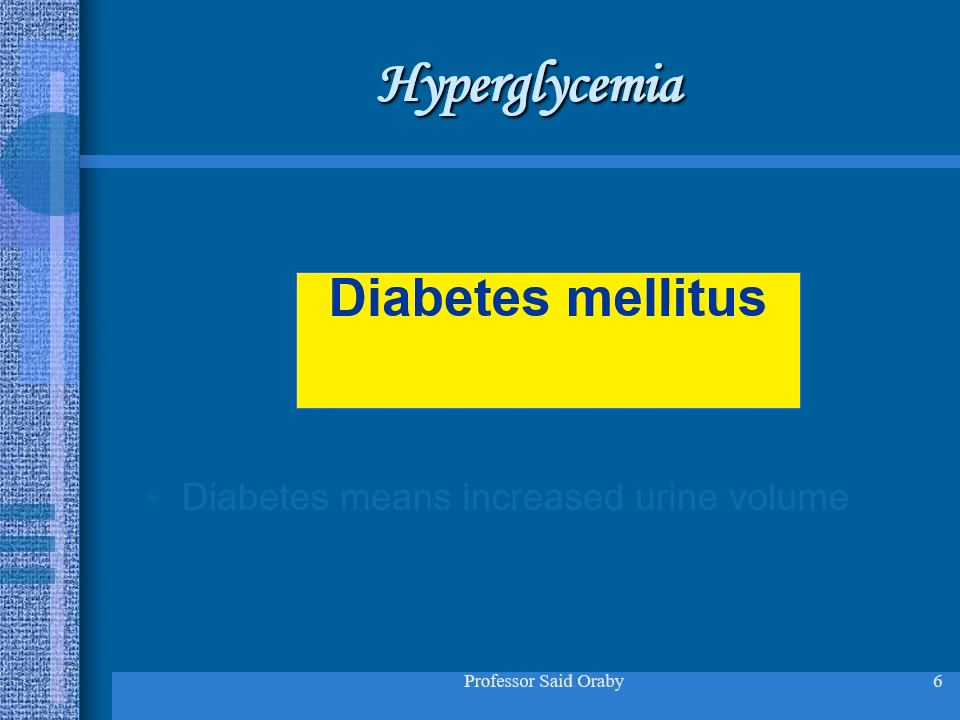 Hyperglycemia
Diabetes mellitus
• Diabetes means increased urine volume
Professor Said Oraby
6